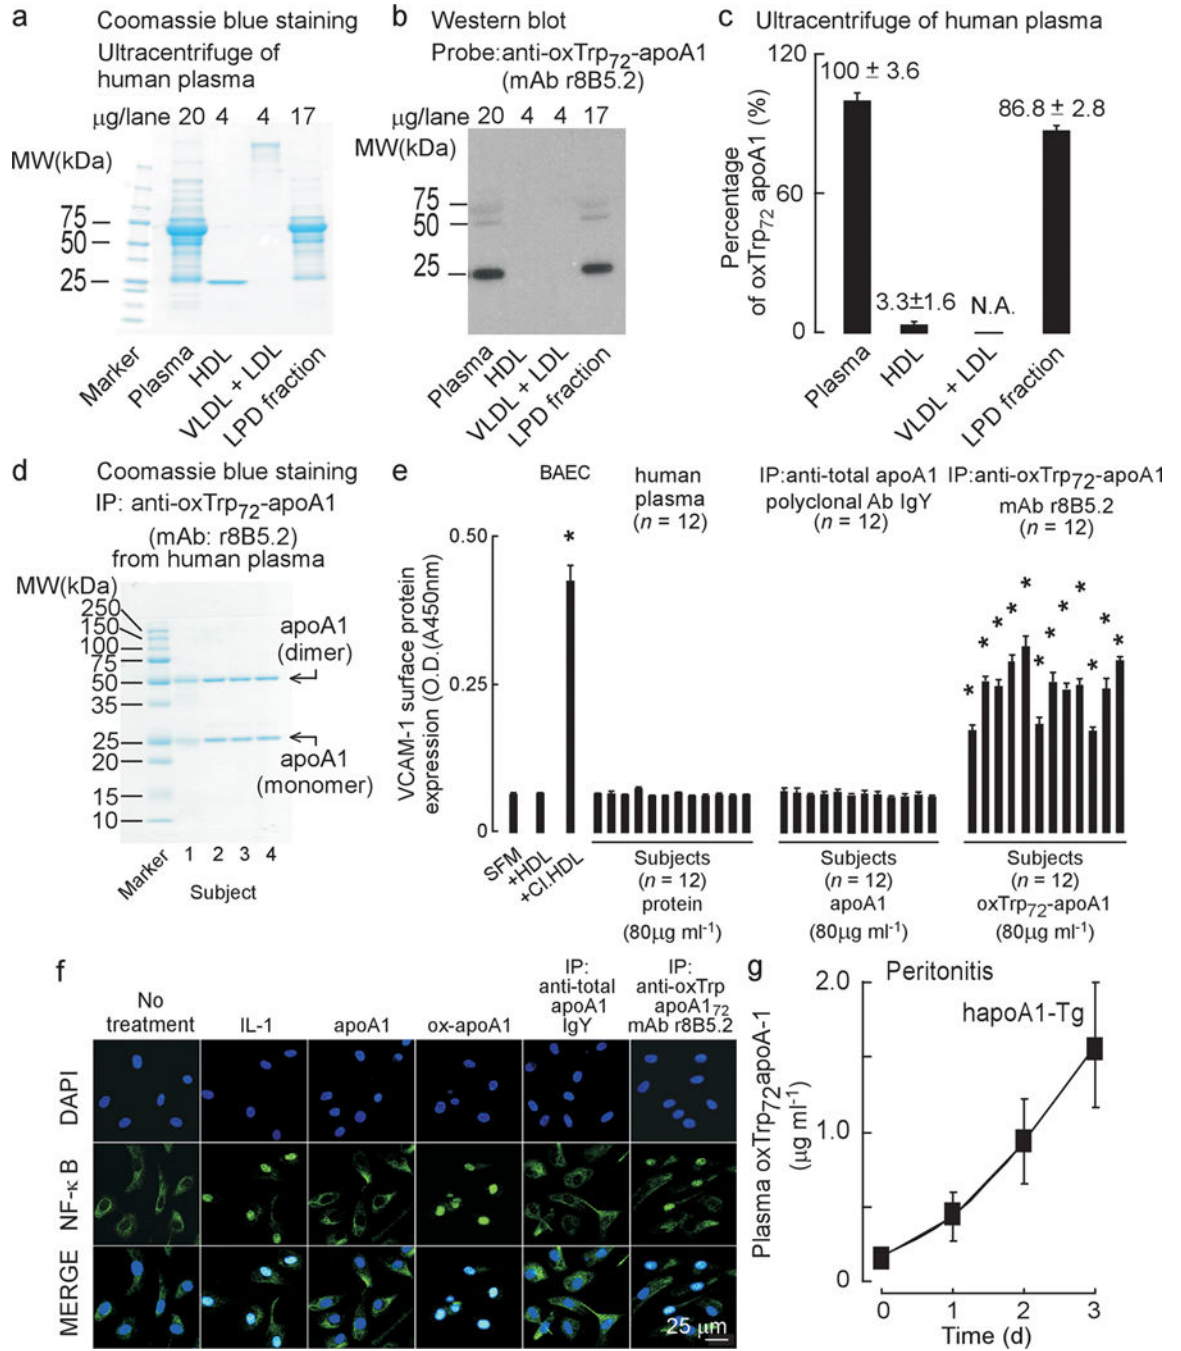 a
Coomassie blue staining
Ultracentrifuge of
human plasma
μg/lane 20 4 4 17
MW(kDa)
75
50
25
Marker
Plasma
HDL
VLDL + LDL
LPD fraction
b
Western blot
Probe:anti-oxTrp72-apoA1
(mAb r8B5.2)
μg/lane 20 4 4 17
MW(kDa)
75
50
25
Plasma
HDL
VLDL + LDL
LPD fraction
c
Ultracentrifuge of human plasma
Percentage
of oxTrp72 apoA1 (%)
120
60
0
100 ± 3.6
3.3±1.6
N.A.
86.8 ± 2.8
Plasma
HDL
VLDL + LDL
LPD fraction
d
Coomassie blue staining
IP: anti-oxTrp72-apoA1
(mAb: r8B5.2)
from human plasma
MW(kDa)
250
150
100
75
50
35
25
20
15
10
apoA1
(dimer)
apoA1
(monomer)
Marker
1 2 3 4
Subject
e
BAEC
human
plasma
(n = 12)
IP:anti-total apoA1
polyclonal Ab IgY
(n = 12)
IP:anti-oxTrp72-apoA1
mAb r8B5.2
(n = 12)
VCAM-1 surface protein
expression (O.D.(A450nm)
0.50
0.25
0
*
* * * * * * * * * * * *
SFM
+HDL
+Cl.HDL
Subjects
(n = 12)
protein
(80μg ml-1)
Subjects
(n = 12)
apoA1
(80μg ml-1)
Subjects
(n = 12)
oxTrp72-apoA1
(80μg ml-1)
f
No
treatment
IL-1
apoA1
ox-apoA1
IP:
anti-total
apoA1
IgY
IP:
anti-oxTrp
apoA172
mAb r8B5.2
DAPI
NF-κ B
MERGE
25 μm
g
Peritonitis
hapoA1-Tg
Plasma oxTrp72apoA-1
(μg ml-1)
2.0
1.0
0
0 1 2 3
Time (d)